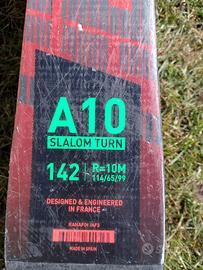 A10
SLALOM TURN
142
R=10M
114/65/99
DESIGNED & ENGINEERED
IN FRANCE
MADE IN SPAIN